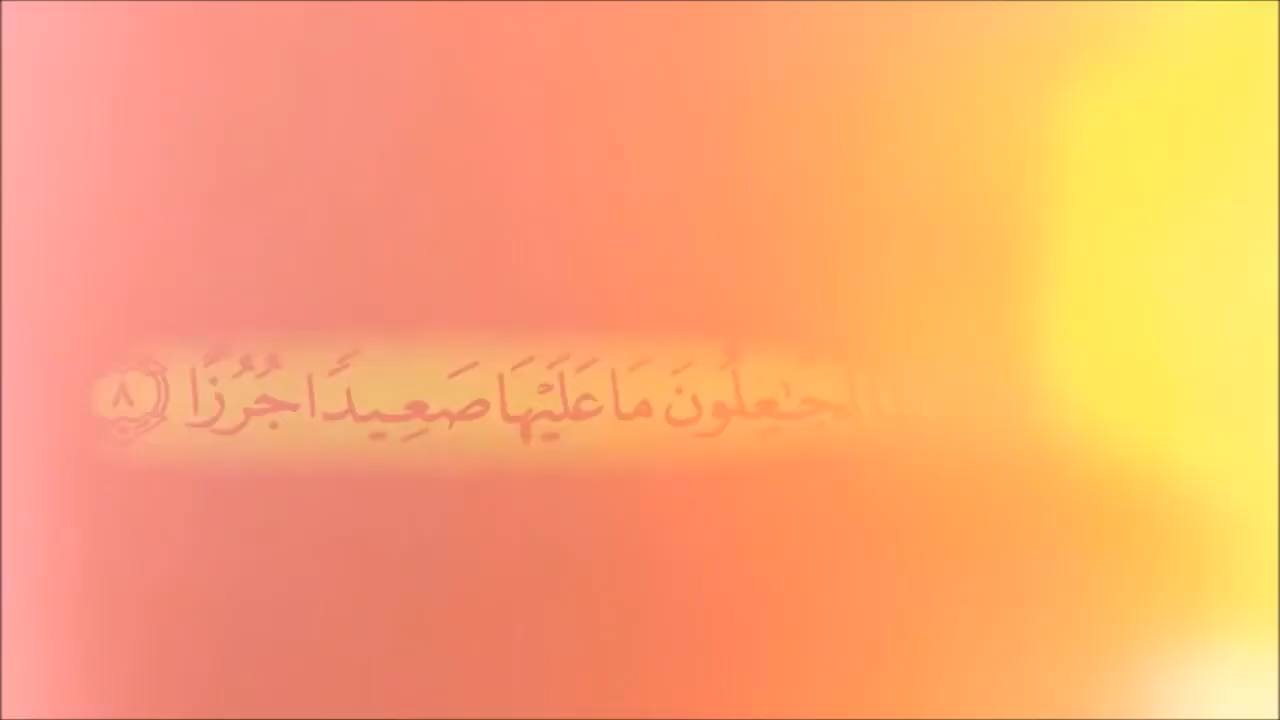 لَجَٰعِلُونَ مَا عَلَيْهَا صَعِيدًا جُرُزًا ٨